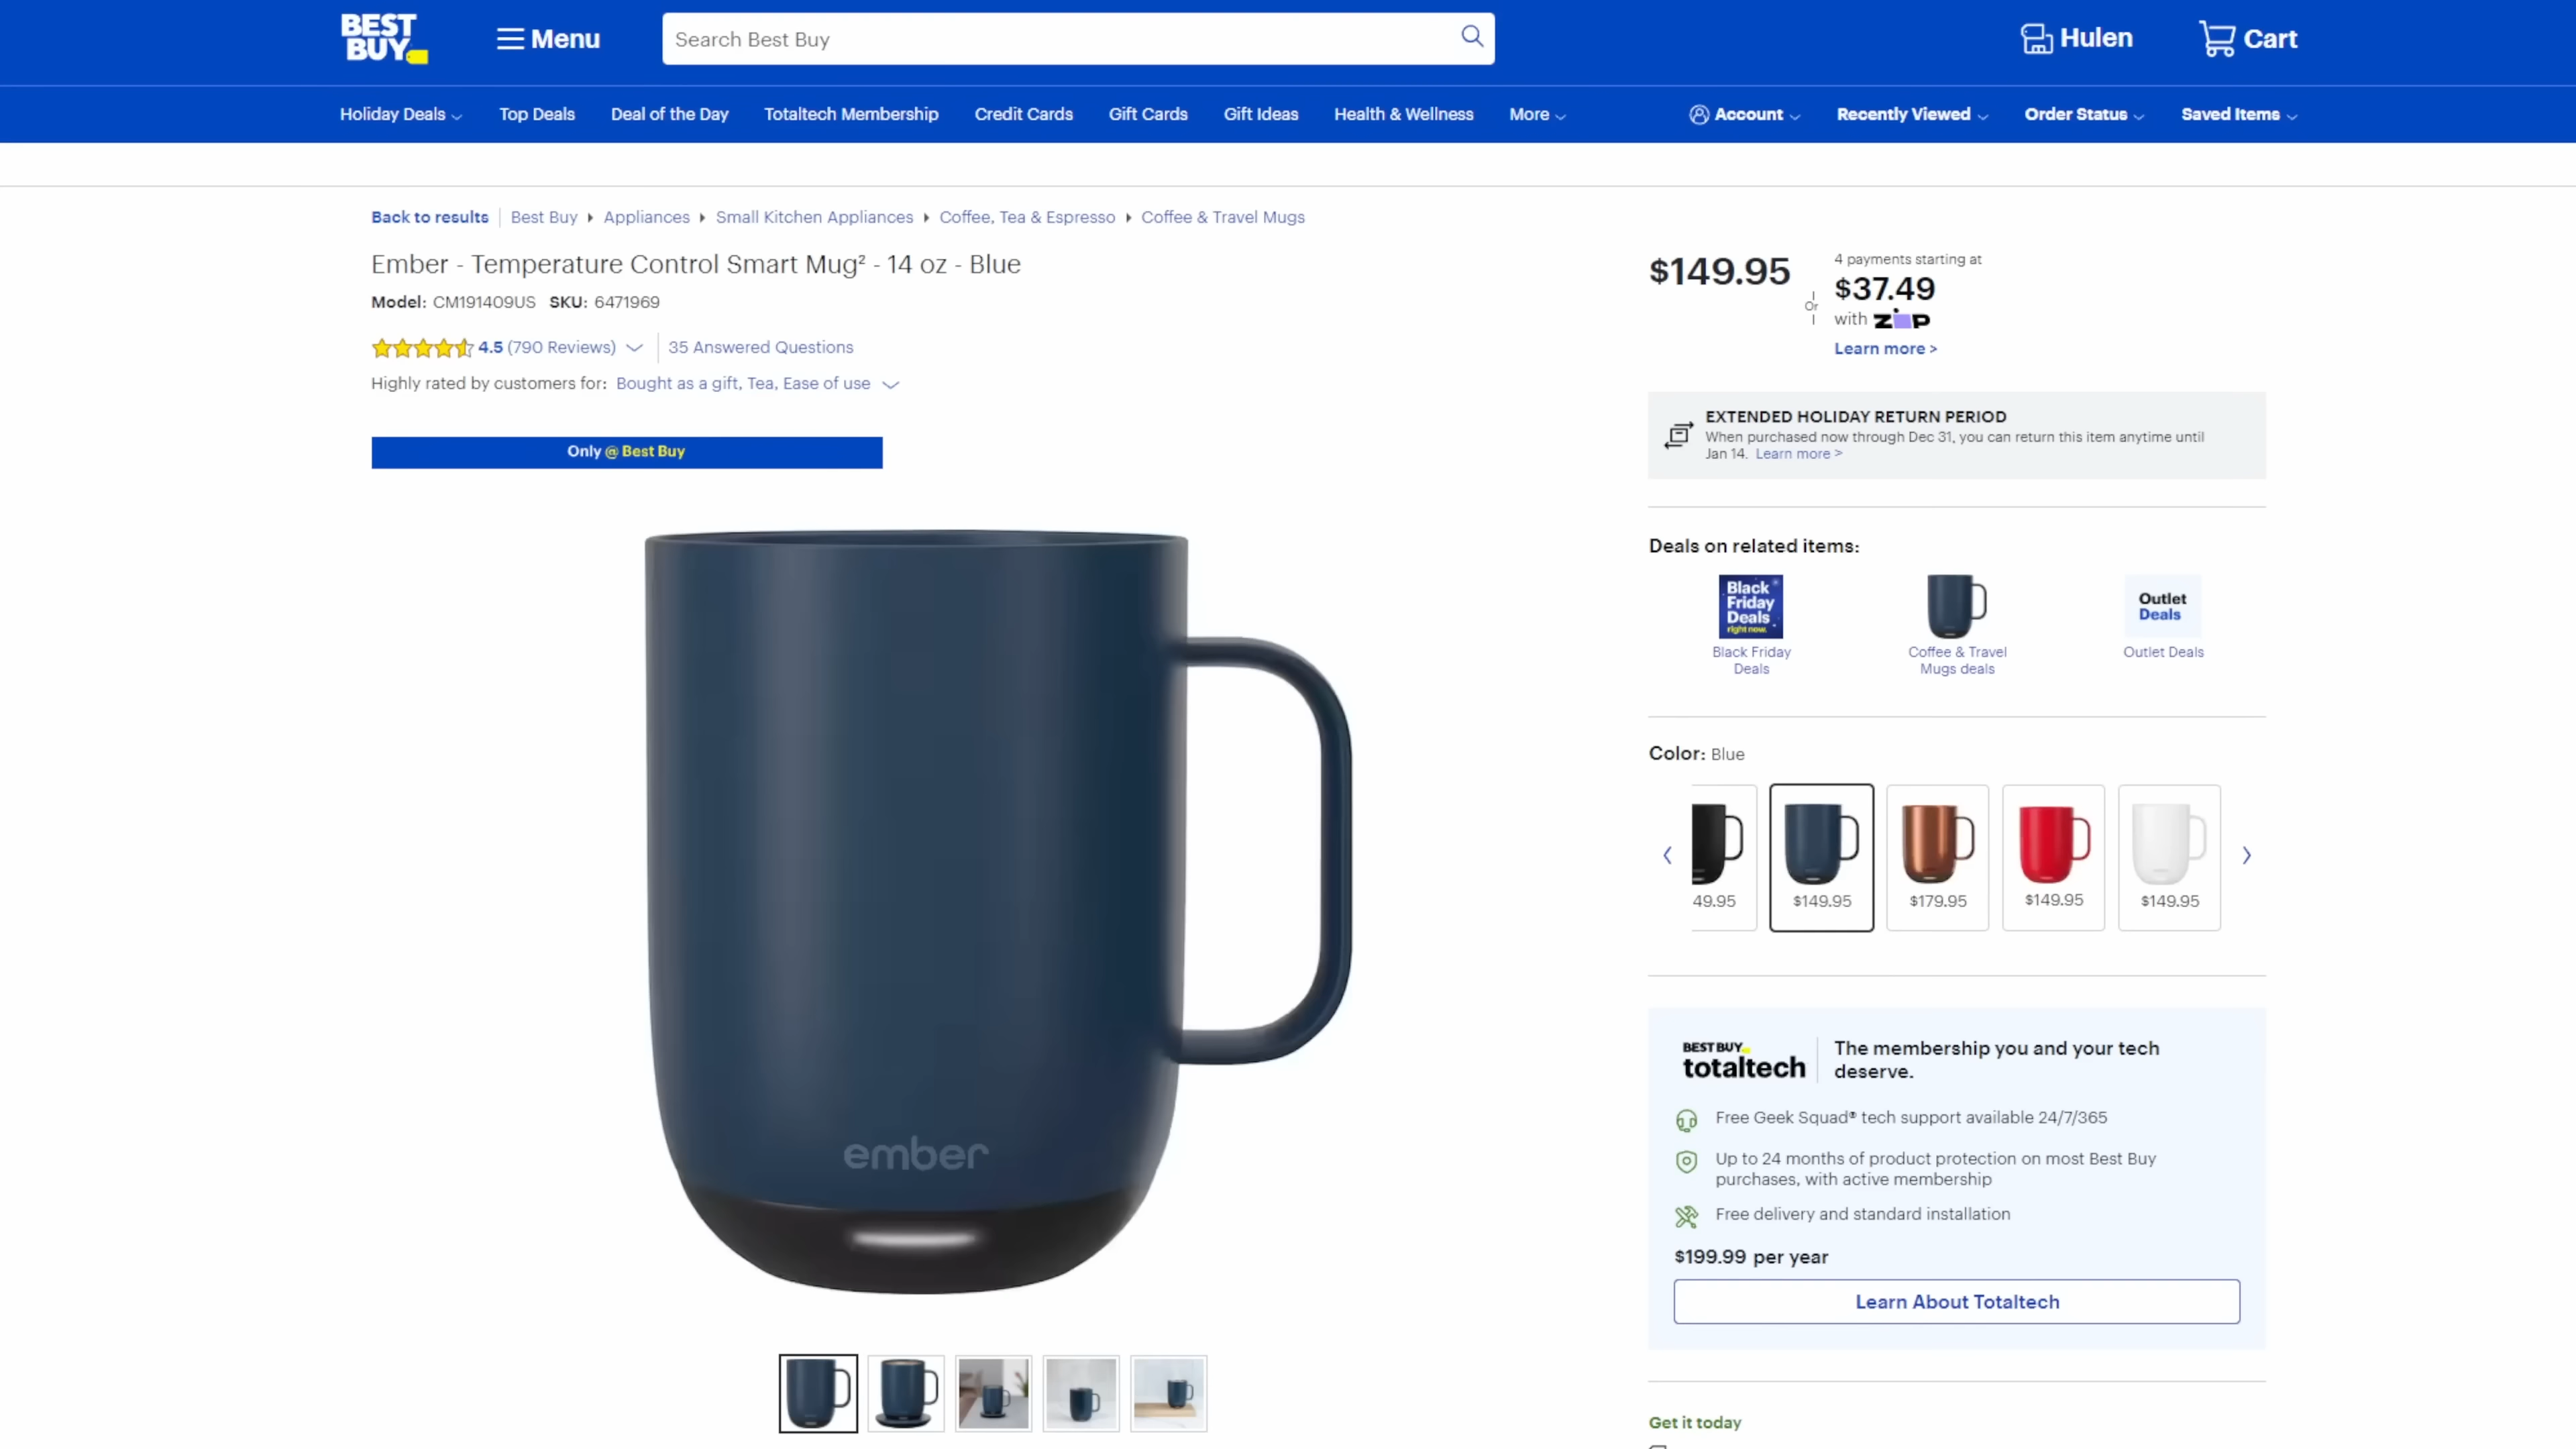 BEST
BUY
Menu
Search Best Buy
Hulen
Cart
Holiday Deals
Top Deals
Deal of the Day
Totaltech Membership
Credit Cards
Gift Cards
Gift Ideas
Health & Wellness
More
Account
Recently Viewed
Order Status
Saved Items
Back to results
Best Buy
Appliances
Small Kitchen Appliances
Coffee, Tea & Espresso
Coffee & Travel Mugs
Ember - Temperature Control Smart Mug² - 14 oz - Blue
Model: CM191409US SKU: 6471969
4.5 (790 Reviews)
35 Answered Questions
Highly rated by customers for: Bought as a gift, Tea, Ease of use
Only @ Best Buy
ember
$149.95
Or
4 payments starting at
$37.49
with ZIP
Learn more >
EXTENDED HOLIDAY RETURN PERIOD
When purchased now through Dec 31, you can return this item anytime until
Jan 14. Learn more >
Deals on related items:
Black
Friday
Deals
right now.
Black Friday
Deals
Coffee & Travel
Mugs deals
Outlet
Deals
Outlet Deals
Color: Blue
49.95
$149.95
$179.95
$149.95
$149.95
BEST BUY
totaltech
The membership you and your tech
deserve.
Free Geek Squad® tech support available 24/7/365
Up to 24 months of product protection on most Best Buy
purchases, with active membership
Free delivery and standard installation
$199.99 per year
Learn About Totaltech
Get it today